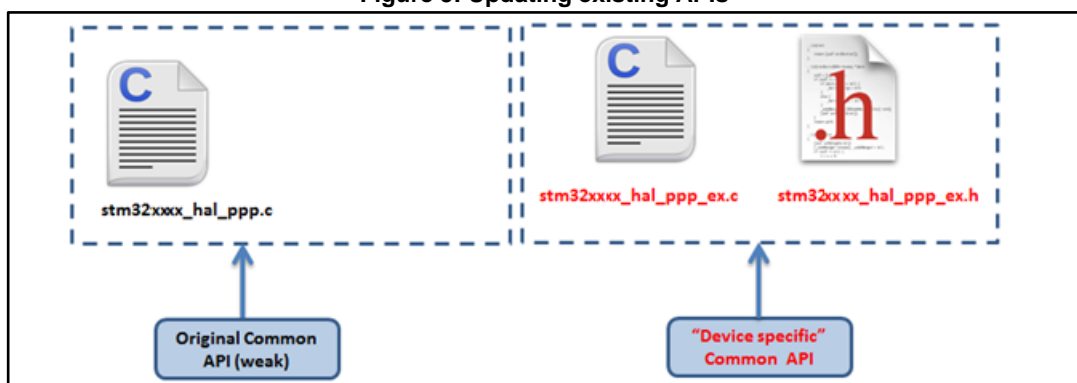 C
stm32xxxx_hal_ppp.c
C
.h
stm32xxxx_hal_ppp_ex.c
stm32xxxx_hal_ppp_ex.h
Original Common
API (weak)
“Device specific”
Common API